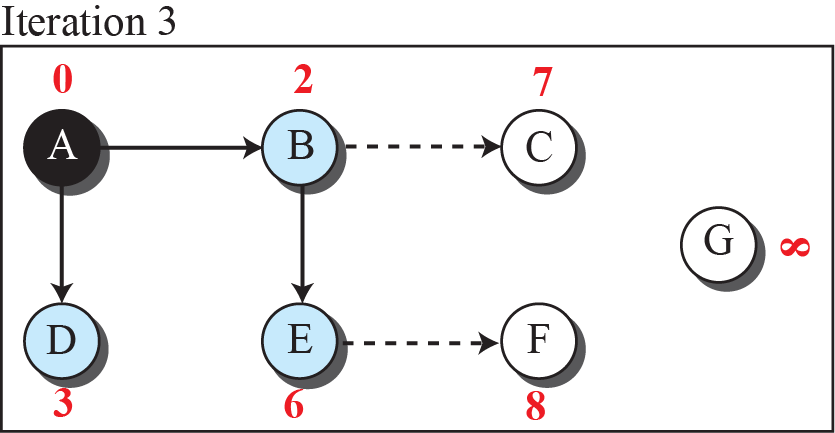 Iteration 3
0 2 7
A B C
G ∞
D E F
3 6 8